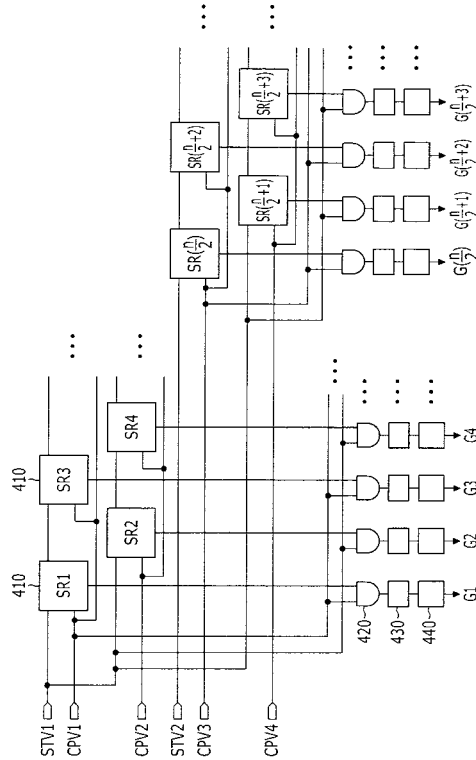 STV1
CPV1
CPV2
STV2
CPV3
CPV4
410
410
SR1
SR3
SR2
SR4
SR(n/2)
SR(n/2+2)
SR(n/2+1)
SR(n/2+3)
420
430
440
G1
G2
G3
G4
G(n/2)
G(n/2+1)
G(n/2+2)
G(n/2+3)